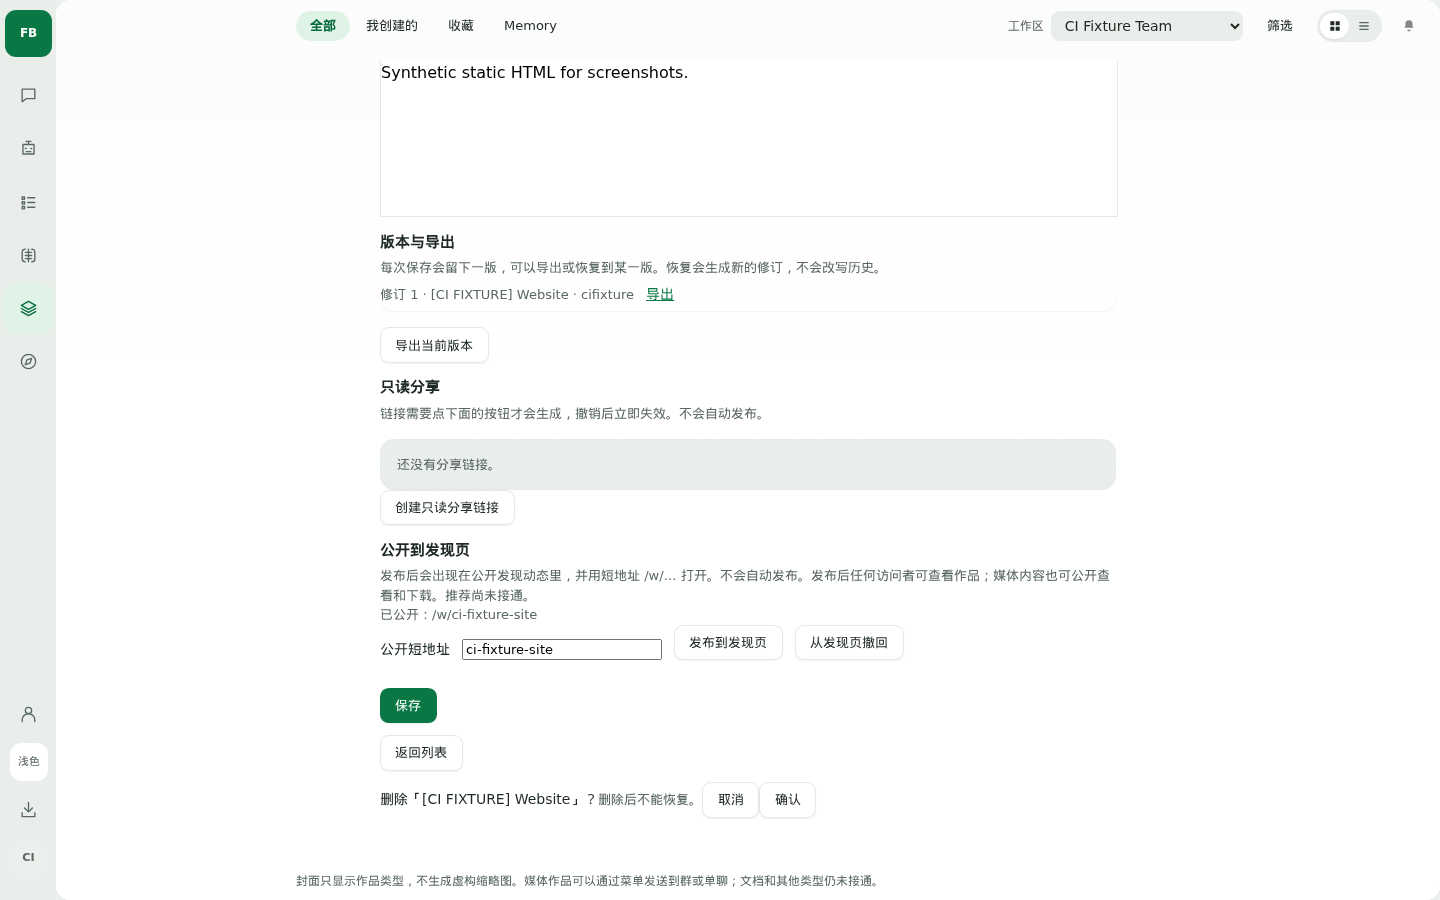 FB
全部 我创建的 收藏 Memory
工作区 CI Fixture Team 筛选
Synthetic static HTML for screenshots.
版本与导出
每次保存会留下一版，可以导出或恢复到某一版。恢复会生成新的修订，不会改写历史。
修订 1 · [CI FIXTURE] Website · cifixture 导出
导出当前版本
只读分享
链接需要点下面的按钮才会生成，撤销后立即失效。不会自动发布。
还没有分享链接。
创建只读分享链接
公开到发现页
发布后会出现在公开发现动态里，并用短地址 /w/… 打开。不会自动发布。发布后任何访问者可查看作品；媒体内容也可公开查
看和下载。推荐尚未接通。
已公开：/w/ci-fixture-site
公开短地址 ci-fixture-site 发布到发现页 从发现页撤回
保存
返回列表
删除「[CI FIXTURE] Website」？删除后不能恢复。 取消 确认
浅色
CI
封面只显示作品类型，不生成虚构缩略图。媒体作品可以通过菜单发送到群或单聊；文档和其他类型仍未接通。